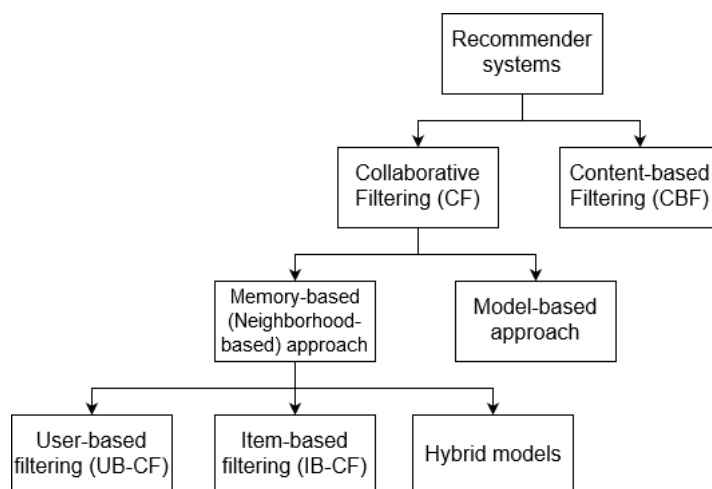 Recommender
systems
Collaborative
Filtering (CF)
Content-based
Filtering (CBF)
Memory-based
(Neighborhood-
based) approach
Model-based
approach
User-based
filtering (UB-CF)
Item-based
filtering (IB-CF)
Hybrid models